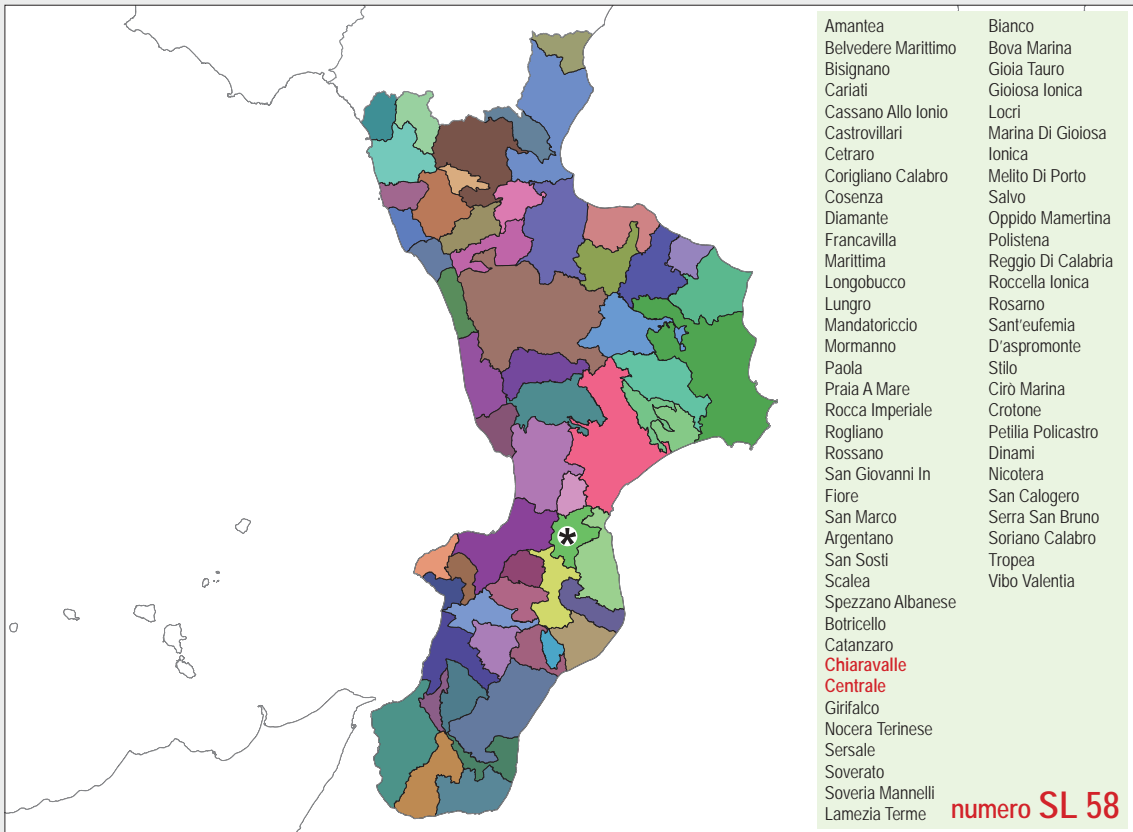 Amantea
Belvedere Marittimo
Bisignano
Cariati
Cassano Allo Ionio
Castrovillari
Cetraro
Corigliano Calabro
Cosenza
Diamante
Francavilla
Marittima
Longobucco
Lungro
Mandatoriccio
Mormanno
Paola
Praia A Mare
Rocca Imperiale
Rogliano
Rossano
San Giovanni In
Fiore
San Marco
Argentano
San Sosti
Scalea
Spezzano Albanese
Botricello
Catanzaro
Chiaravalle
Centrale
Girifalco
Nocera Terinese
Sersale
Soverato
Soveria Mannelli
Lamezia Terme
Bianco
Bova Marina
Gioia Tauro
Gioiosa Ionica
Locri
Marina Di Gioiosa
Ionica
Melito Di Porto
Salvo
Oppido Mamertina
Polistena
Reggio Di Calabria
Roccella Ionica
Rosarno
Sant'eufemia
D'aspromonte
Stilo
Cirò Marina
Crotone
Petilia Policastro
Dinami
Nicotera
San Calogero
Serra San Bruno
Soriano Calabro
Tropea
Vibo Valentia
numero SL 58